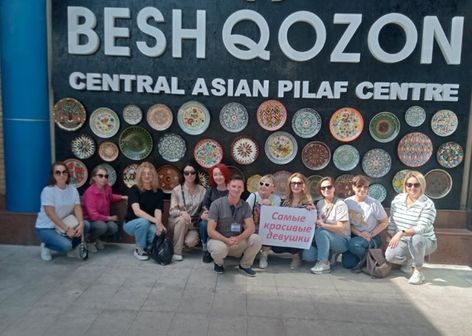 BESH QOZON
CENTRAL ASIAN PILAF CENTRE
Самые
красивые
девушки